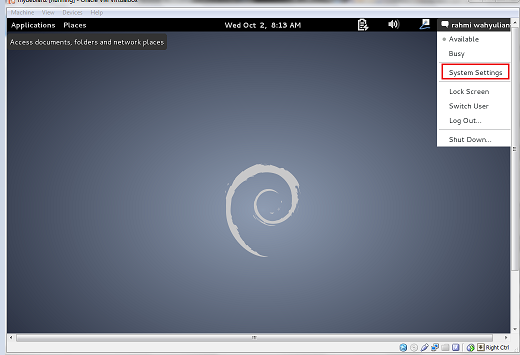 [Running] - Oracle VM VirtualBox
Machine View Devices Help
Applications Places Wed Oct 2, 8:13 AM rahmi wahyulian
Access documents, folders and network places
Available
Busy
System Settings
Lock Screen
Switch User
Log Out...
Shut Down...
Right Ctrl